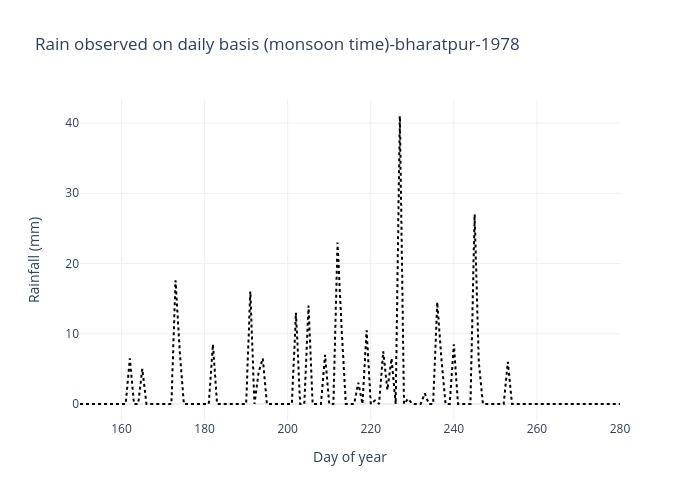 Rain observed on daily basis (monsoon time)-bharatpur-1978
Rainfall (mm)
40
30
20
10
0
160 180 200 220 240 260 280
Day of year